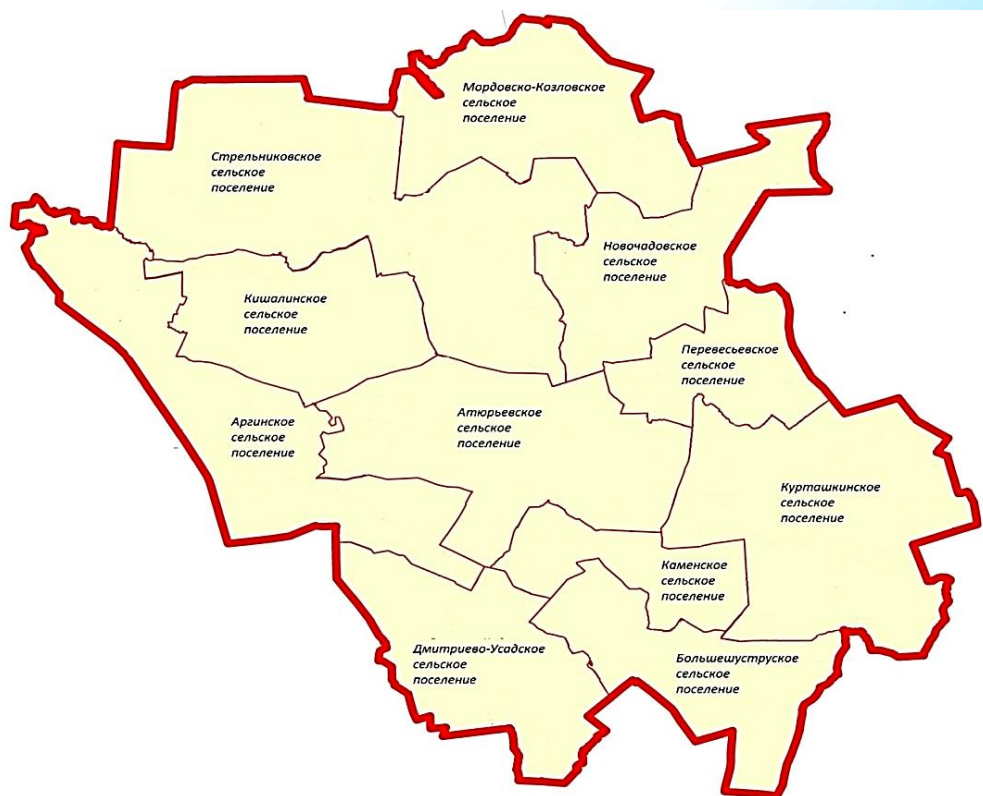 Мордовско-Козловское
сельское
поселение
Стрельниковское
сельское
поселение
Новочадовское
сельское
поселение
Кишалинское
сельское
поселение
Перевесьевское
сельское
поселение
Атюрьевское
сельское
поселение
Аргинское
сельское
поселение
Курташкинское
сельское
поселение
Каменское
сельское
поселение
Дмитриево-Усадское
сельское
поселение
Большешуструское
сельское
поселение